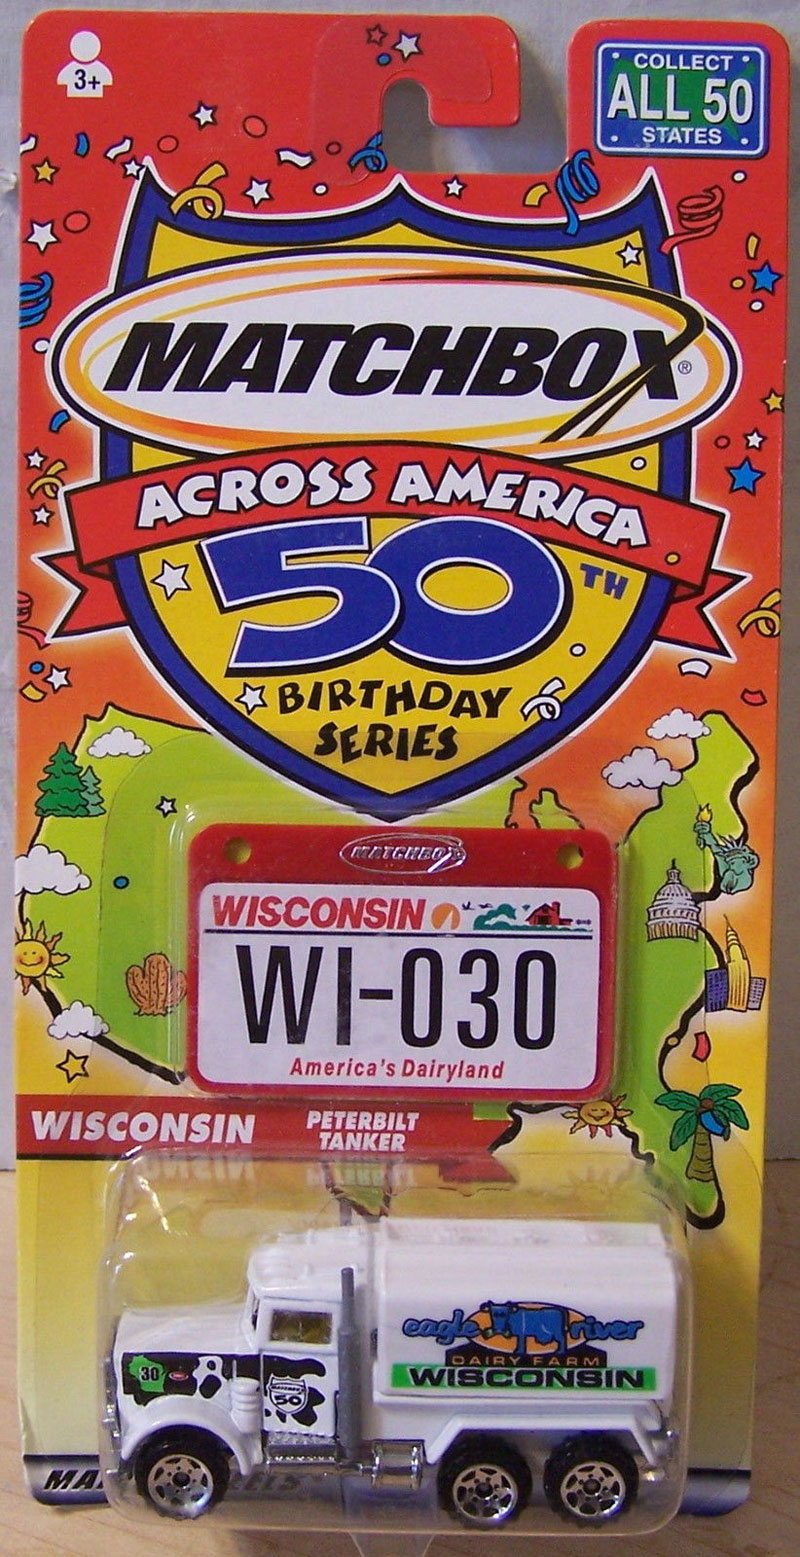 3+
COLLECT
ALL 50
STATES
MATCHBOX®
ACROSS AMERICA
50TH
BIRTHDAY
SERIES
MATCHBOX
WISCONSIN
WI-030
America's Dairyland
WISCONSIN
PETERBILT
TANKER
eagle river
DAIRY FARM
WISCONSIN
30
MATCHBOX
50